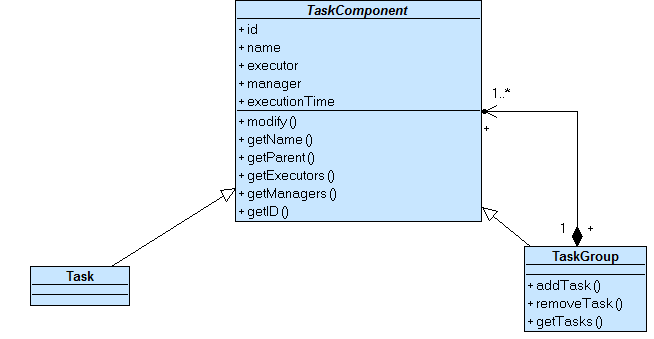 TaskComponent
+ id
+ name
+ executor
+ manager
+ executionTime
+ modify()
+ getName()
+ getParent()
+ getExecutors()
+ getManagers()
+ getID()
1..*
+
1
+
Task
TaskGroup
+ addTask()
+ removeTask()
+ getTasks()